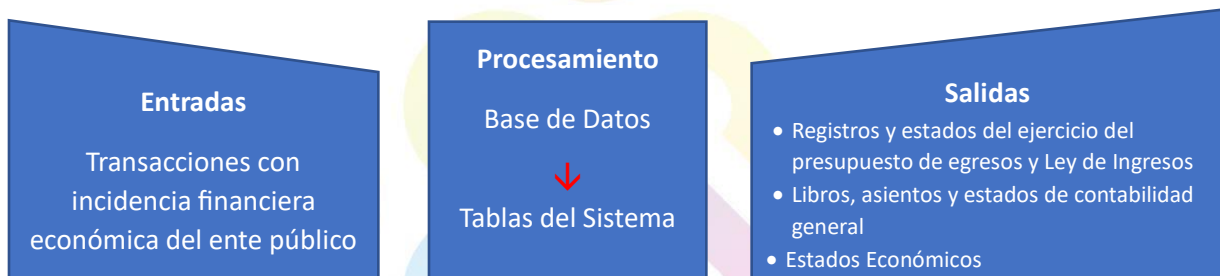 Entradas
Transacciones con
incidencia financiera
económica del ente público
Procesamiento
Base de Datos
Tablas del Sistema
Salidas
• Registros y estados del ejercicio del
presupuesto de egresos y Ley de Ingresos
• Libros, asientos y estados de contabilidad
general
• Estados Económicos